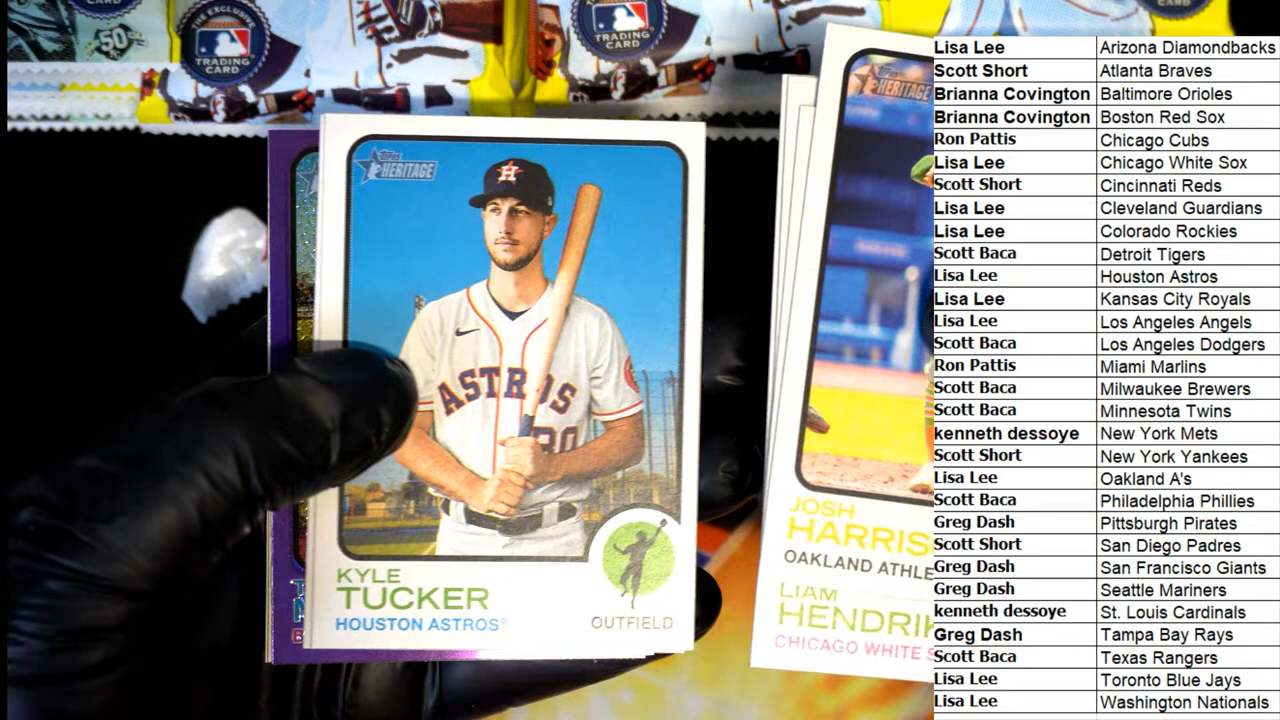 CARD
50
THE EXCLUSIVE
TRADING
CARD
TRADING
CARD
Topps
HERITAGE
H
ASTROS
30
KYLE
TUCKER
HOUSTON ASTROS®
OUTFIELD
HERITAGE
JOSH
HARRIS
OAKLAND ATHLE
LIAM
HENDRIK
CHICAGO WHITE S
Lisa Lee Arizona Diamondbacks
Scott Short Atlanta Braves
Brianna Covington Baltimore Orioles
Brianna Covington Boston Red Sox
Ron Pattis Chicago Cubs
Lisa Lee Chicago White Sox
Scott Short Cincinnati Reds
Lisa Lee Cleveland Guardians
Lisa Lee Colorado Rockies
Scott Baca Detroit Tigers
Lisa Lee Houston Astros
Lisa Lee Kansas City Royals
Lisa Lee Los Angeles Angels
Scott Baca Los Angeles Dodgers
Ron Pattis Miami Marlins
Scott Baca Milwaukee Brewers
Scott Baca Minnesota Twins
kenneth dessoye New York Mets
Scott Short New York Yankees
Lisa Lee Oakland A's
Scott Baca Philadelphia Phillies
Greg Dash Pittsburgh Pirates
Scott Short San Diego Padres
Greg Dash San Francisco Giants
Greg Dash Seattle Mariners
kenneth dessoye St. Louis Cardinals
Greg Dash Tampa Bay Rays
Scott Baca Texas Rangers
Lisa Lee Toronto Blue Jays
Lisa Lee Washington Nationals